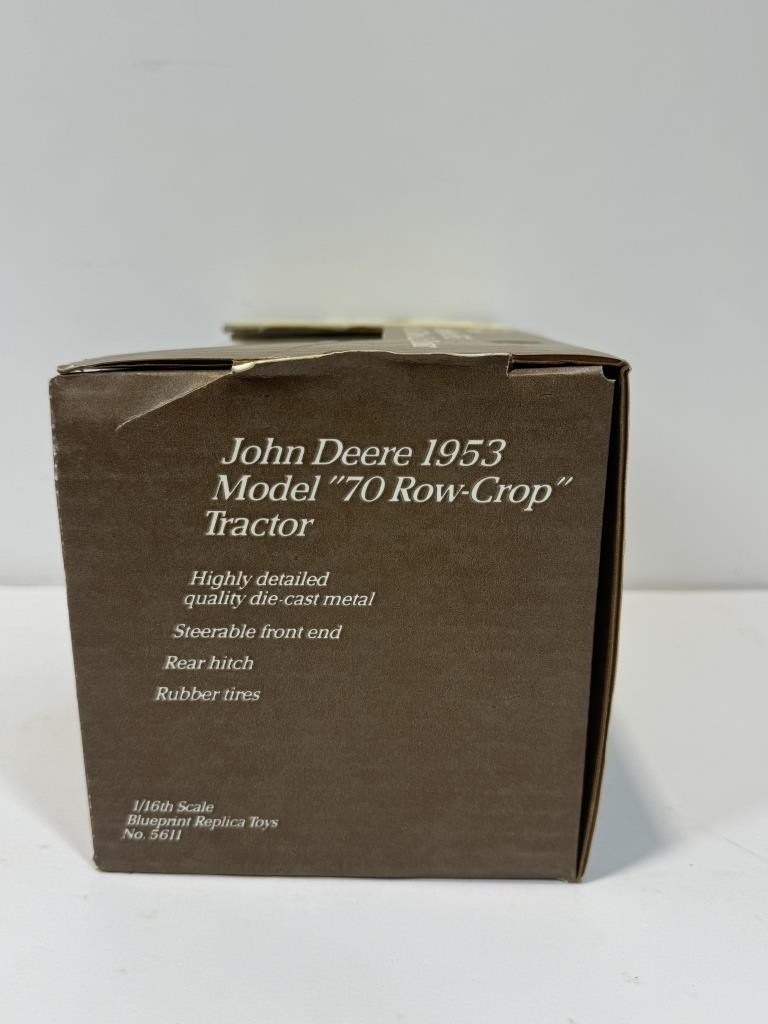 John Deere 1953
Model "70 Row-Crop"
Tractor
Highly detailed
quality die-cast metal
Steerable front end
Rear hitch
Rubber tires
1/16th Scale
Blueprint Replica Toys
No. 5611